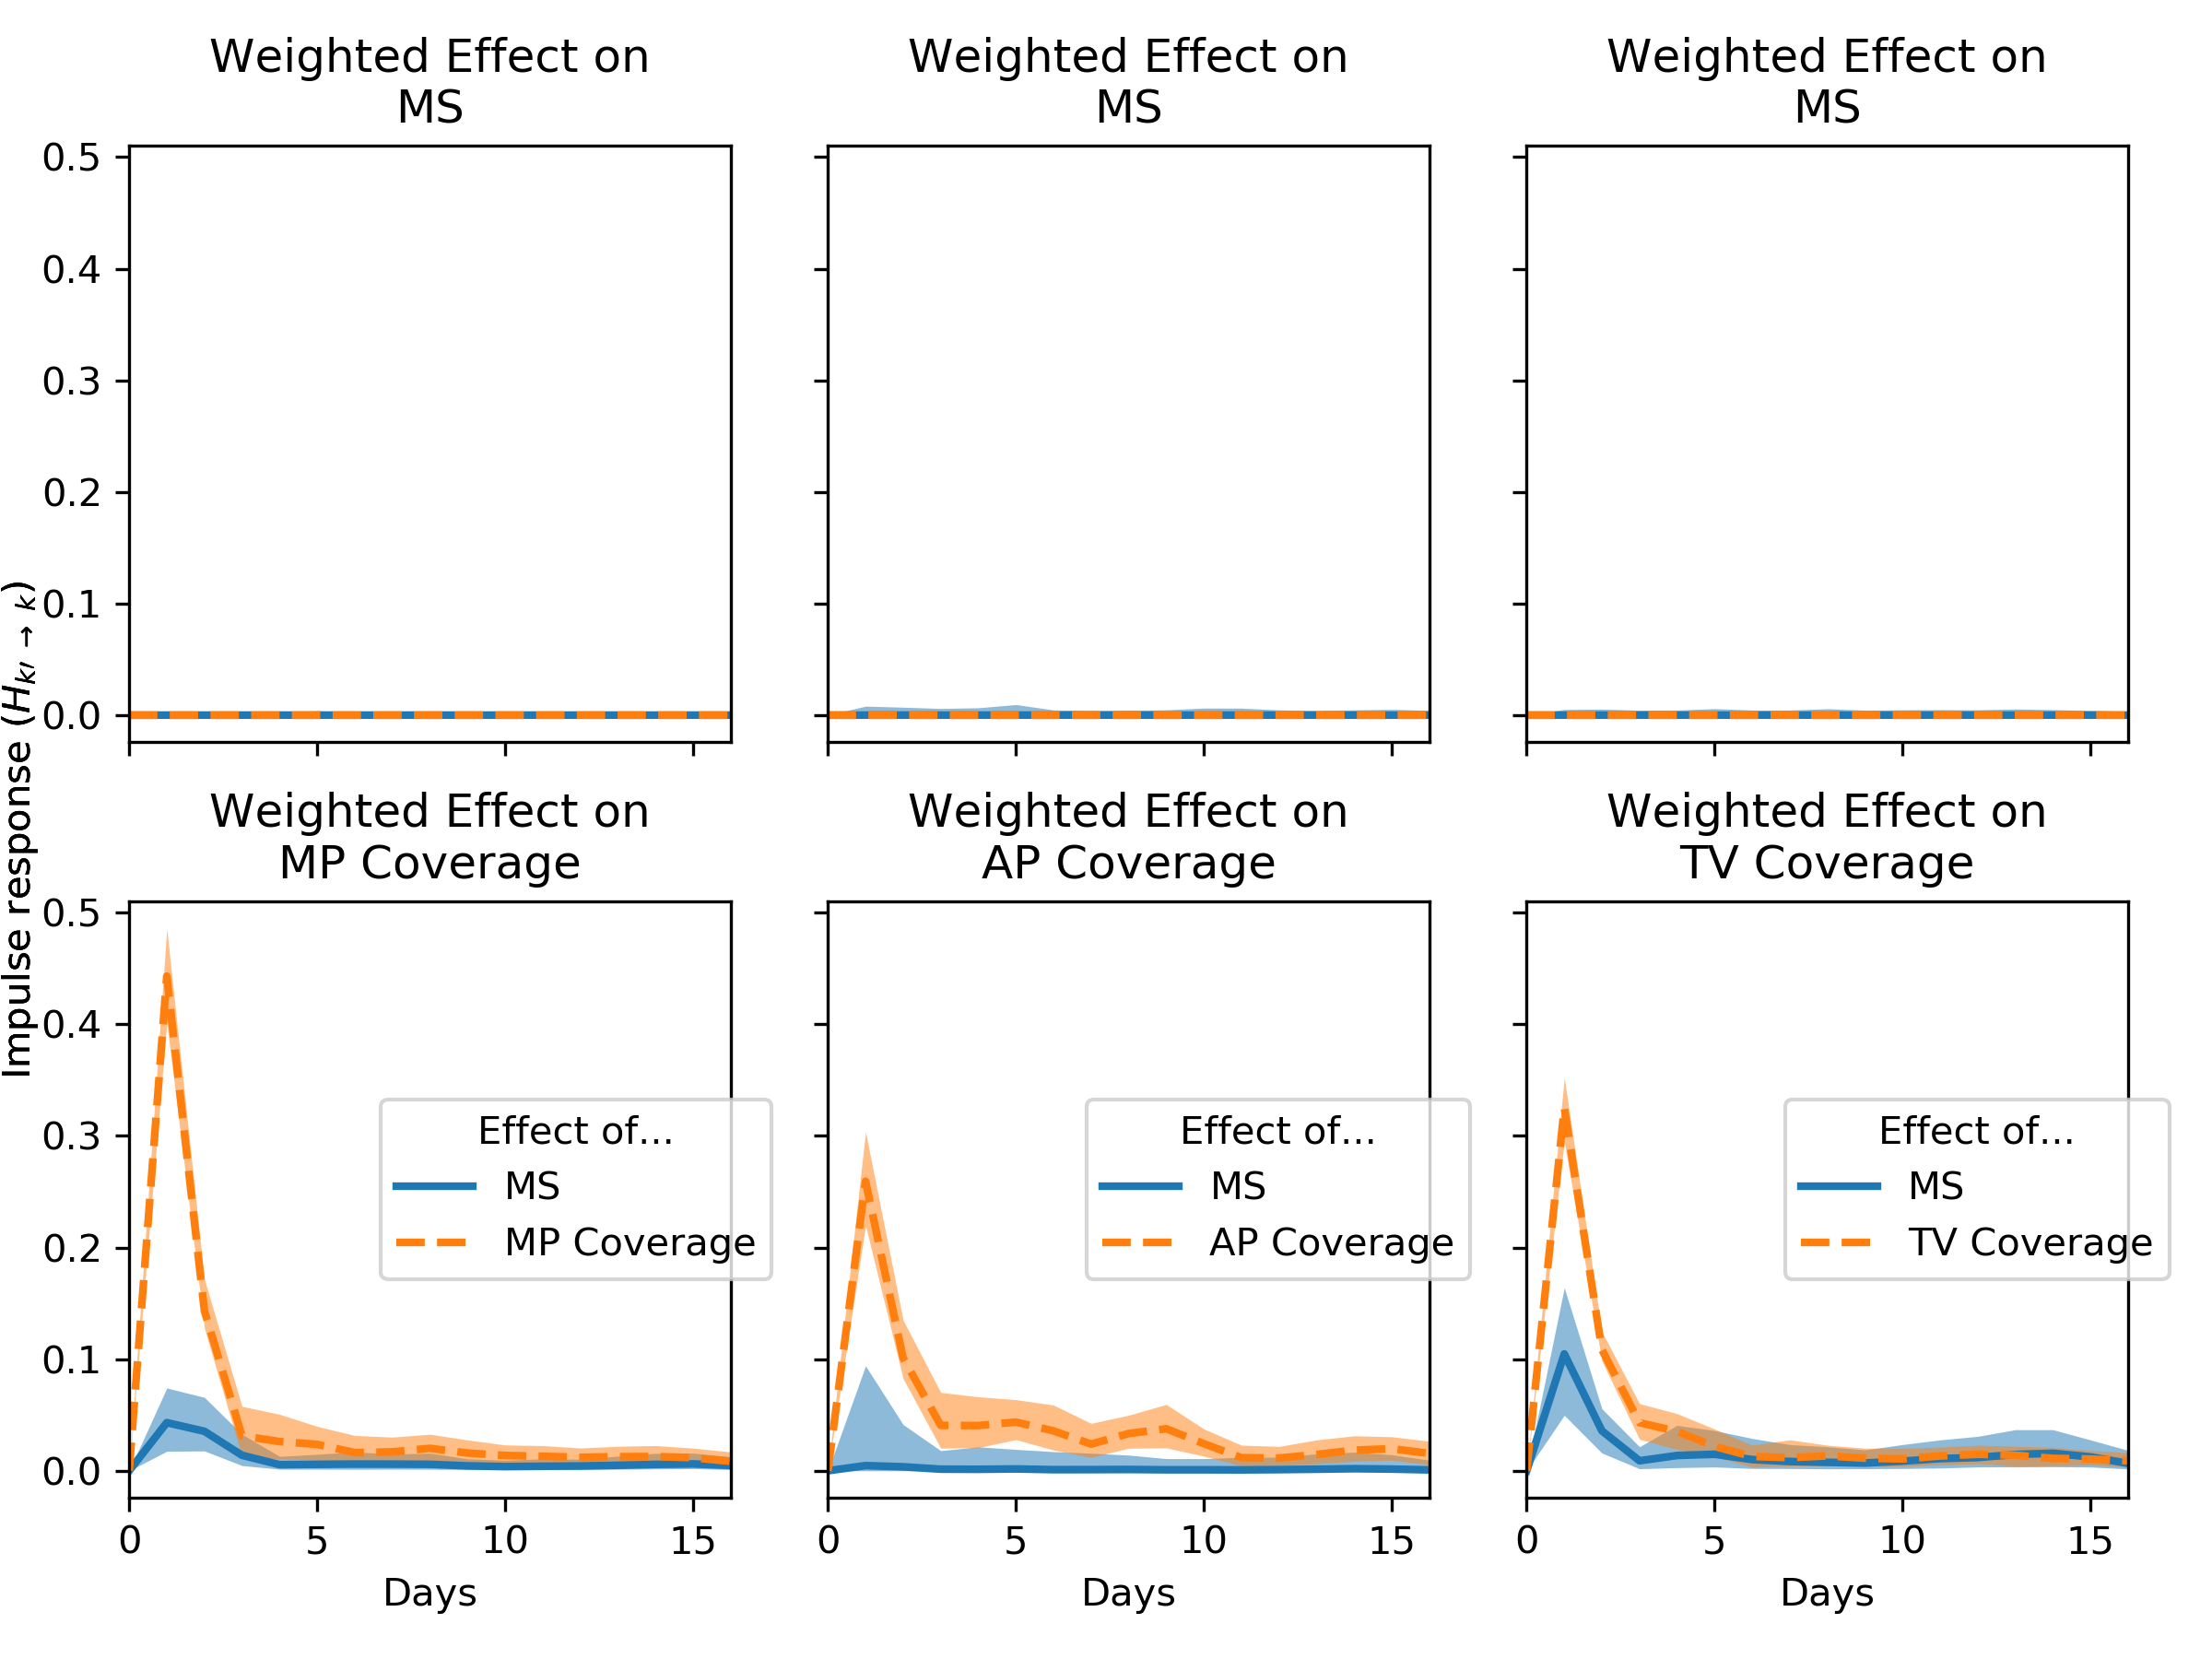 Weighted Effect on
MS
Weighted Effect on
MS
Weighted Effect on
MS
0.5
0.4
0.3
0.2
0.1
0.0
Impulse response (H_{k′ → k})
Weighted Effect on
MP Coverage
Weighted Effect on
AP Coverage
Weighted Effect on
TV Coverage
0.5
0.4
0.3
0.2
0.1
0.0
Effect of...
MS
MP Coverage
Effect of...
MS
AP Coverage
Effect of...
MS
TV Coverage
0 5 10 15
0 5 10 15
0 5 10 15
Days
Days
Days